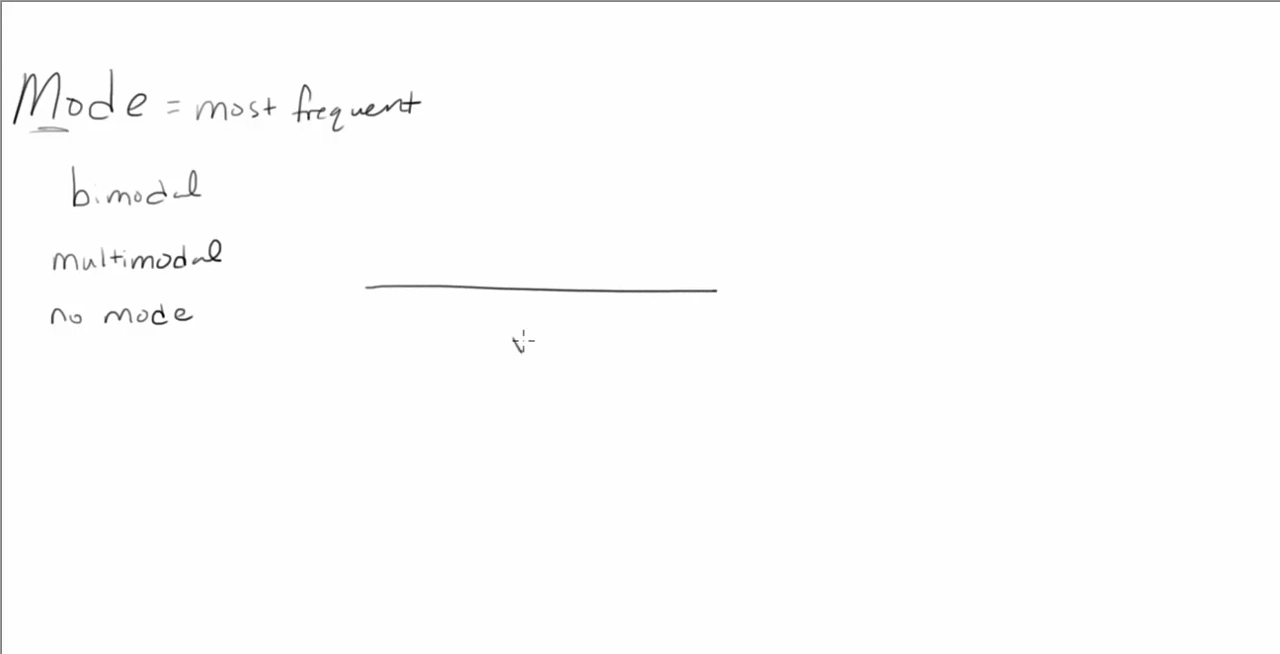 Mode = most frequent
bimodal
multimodal
no mode